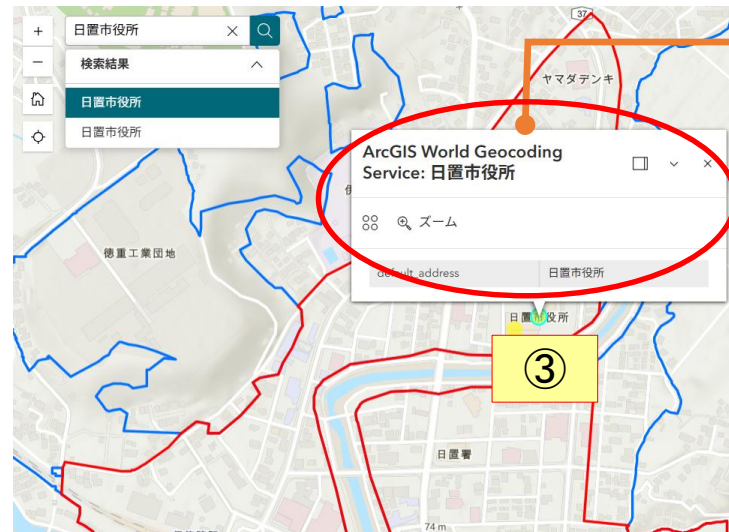 日置市役所
検索結果
日置市役所
日置市役所
37
ヤマダデンキ
ArcGIS World Geocoding
Service: 日置市役所
ズーム
default_address 日置市役所
徳重工業団地
日置市役所
③
日置署
74 m